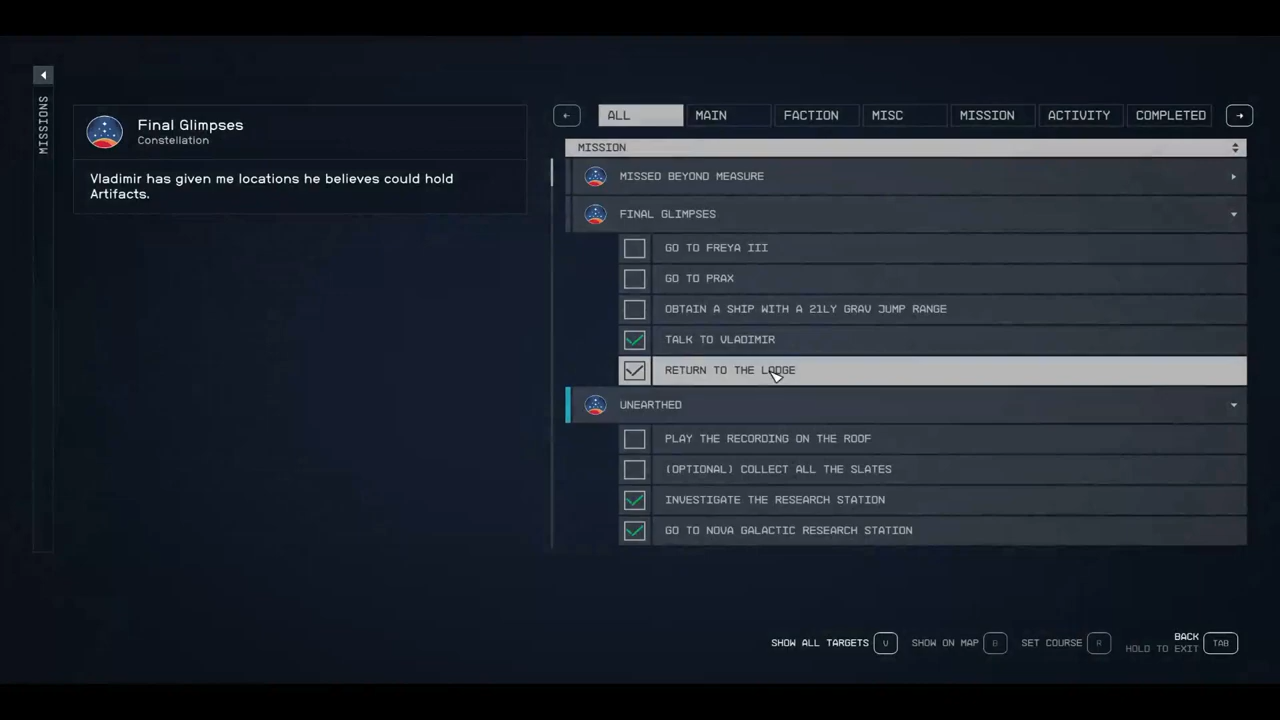 MISSIONS
Final Glimpses
Constellation
Vladimir has given me locations he believes could hold
Artifacts.
ALL
MAIN
FACTION
MISC
MISSION
ACTIVITY
COMPLETED
MISSION
MISSED BEYOND MEASURE
FINAL GLIMPSES
GO TO FREYA III
GO TO PRAX
OBTAIN A SHIP WITH A 21LY GRAV JUMP RANGE
TALK TO VLADIMIR
RETURN TO THE LODGE
UNEARTHED
PLAY THE RECORDING ON THE ROOF
(OPTIONAL) COLLECT ALL THE SLATES
INVESTIGATE THE RESEARCH STATION
GO TO NOVA GALACTIC RESEARCH STATION
SHOW ALL TARGETS V
SHOW ON MAP B
SET COURSE R
BACK
HOLD TO EXIT
TAB